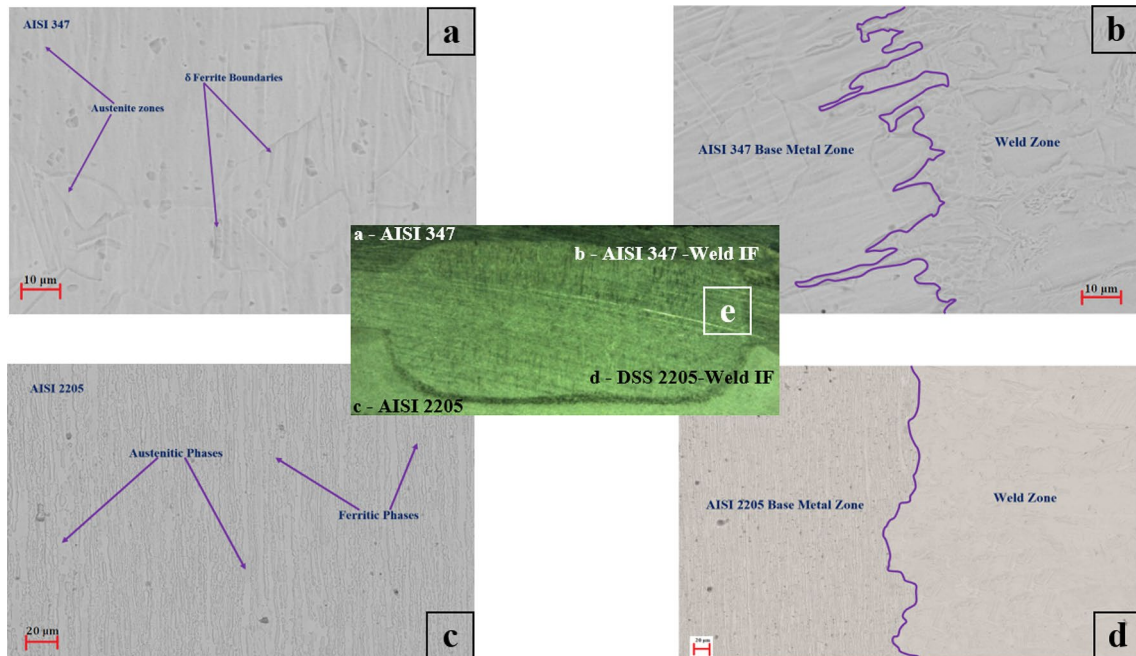 AISI 347
a
δ Ferrite Boundaries
Austenite zones
10 µm
b
AISI 347 Base Metal Zone
Weld Zone
10 µm
a - AISI 347
b - AISI 347 -Weld IF
e
d - DSS 2205-Weld IF
c - AISI 2205
AISI 2205
Austenitic Phases
Ferritic Phases
20 µm
c
AISI 2205 Base Metal Zone
Weld Zone
20 µm
d